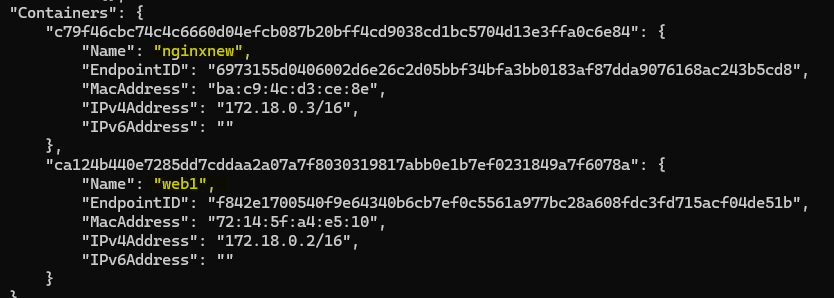 "Containers": {
"c79f46cbc74c4c6660d04efcb087b20bff4cd9038cd1bc5704d13e3ffa0c6e84": {
"Name": "nginxnew",
"EndpointID": "6973155d0406002d6e26c2d05bbf34bfa3bb0183af87dda9076168ac243b5cd8",
"MacAddress": "ba:c9:4c:d3:ce:8e",
"IPv4Address": "172.18.0.3/16",
"IPv6Address": ""
},
"ca124b440e7285dd7cddaa2a07a7f8030319817abb0e1b7ef0231849a7f6078a": {
"Name": "web1",
"EndpointID": "f842e1700540f9e64340b6cb7ef0c5561a977bc28a608fdc3fd715acf04de51b",
"MacAddress": "72:14:5f:a4:e5:10",
"IPv4Address": "172.18.0.2/16",
"IPv6Address": ""
}
}